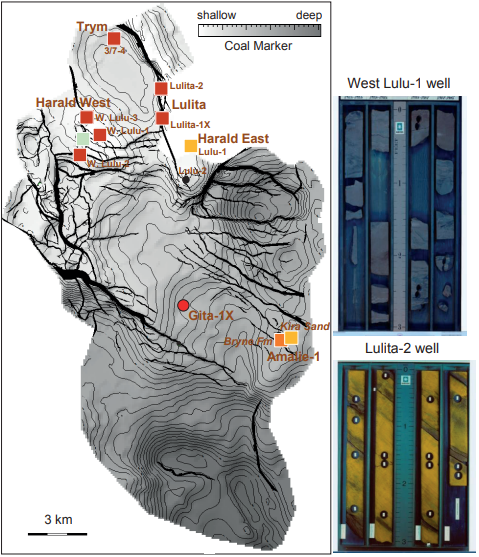 shallow deep
Coal Marker
Trym
3/7-4
Lulita-2
Harald West
Lulita
W. Lulu-3
W. Lulu-1
Lulita-1X
Harald East
Lulu-1
Lulu-2
Gita-1X
Kira Sand
Bryne Fm
Amalie-1
3 km
West Lulu-1 well
Lulita-2 well